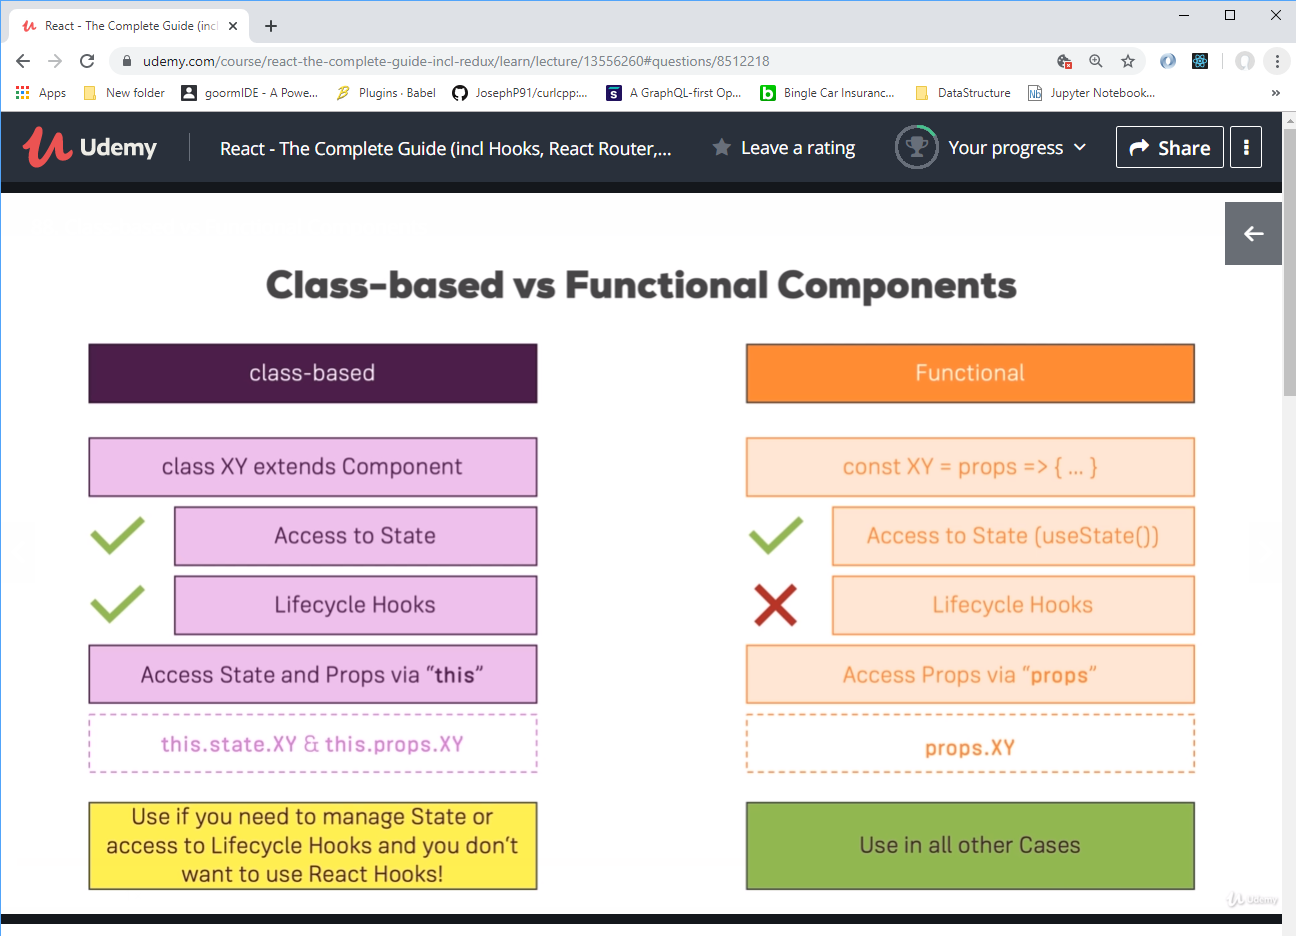 React - The Complete Guide (incl
udemy.com/course/react-the-complete-guide-incl-redux/learn/lecture/13556260#questions/8512218
Apps New folder goormIDE - A Powe... Plugins · Babel JosephP91/curlcpp:... A GraphQL-first Op... Bingle Car Insuranc... DataStructure Jupyter Notebook... »
Udemy React - The Complete Guide (incl Hooks, React Router,... Leave a rating Your progress Share
Class-based vs Functional Components
class-based
Functional
class XY extends Component
const XY = props => { ... }
Access to State
Access to State (useState())
Lifecycle Hooks
Lifecycle Hooks
Access State and Props via “this”
Access Props via “props”
this.state.XY & this.props.XY
props.XY
Use if you need to manage State or
access to Lifecycle Hooks and you don’t
want to use React Hooks!
Use in all other Cases
Udemy